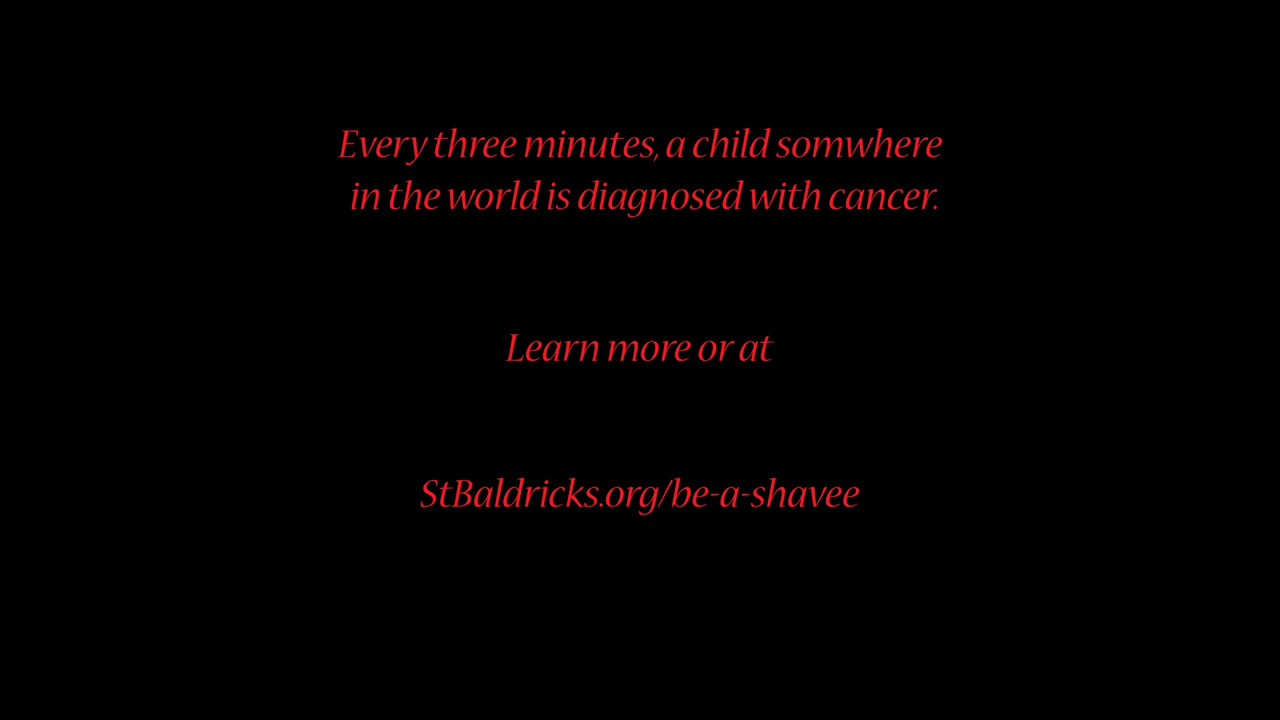 Every three minutes, a child somwhere
in the world is diagnosed with cancer.
Learn more or at
StBaldricks.org/be-a-shavee